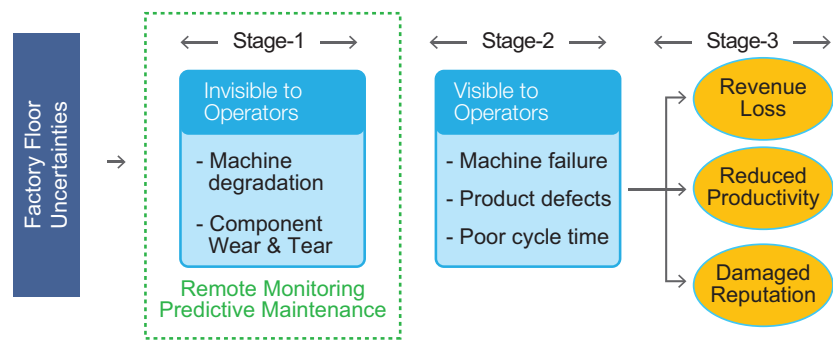 Factory Floor
Uncertainties
Stage-1
Invisible to
Operators
- Machine
degradation
- Component
Wear & Tear
Remote Monitoring
Predictive Maintenance
Stage-2
Visible to
Operators
- Machine failure
- Product defects
- Poor cycle time
Stage-3
Revenue
Loss
Reduced
Productivity
Damaged
Reputation